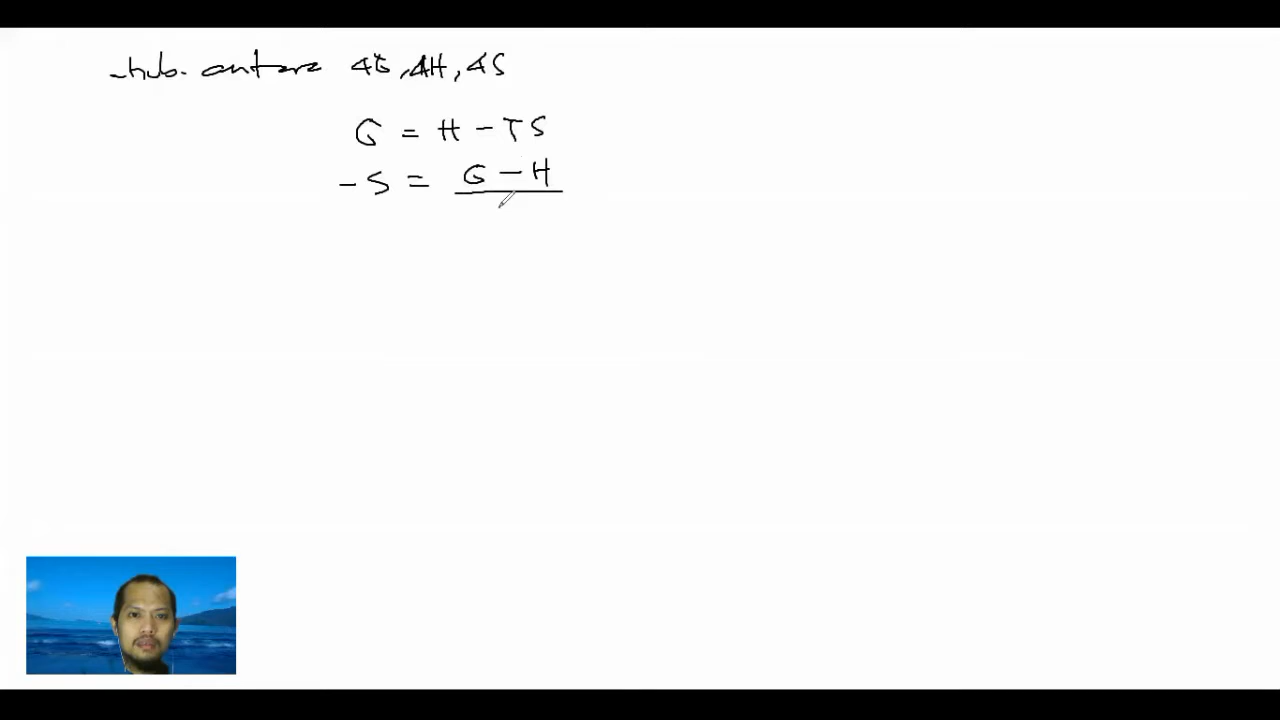 - hub. antara ΔG, ΔH, ΔS
G = H - TS
- S = G - H